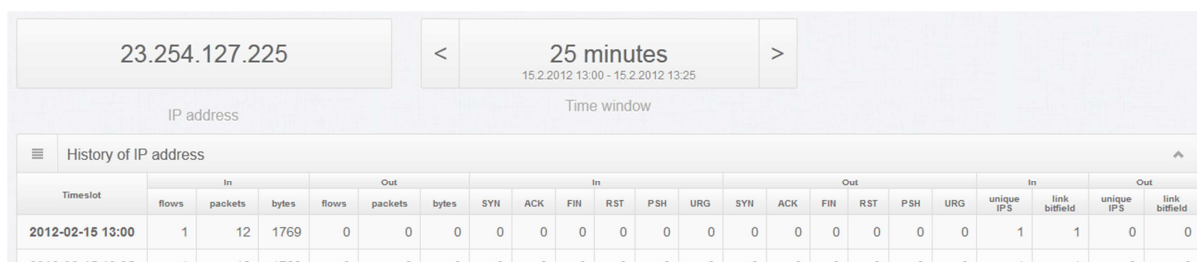 23.254.127.225
< 25 minutes >
15.2.2012 13:00 - 15.2.2012 13:25
IP address
Time window
History of IP address
Timeslot In Out In Out In Out
flows packets bytes flows packets bytes SYN ACK FIN RST PSH URG SYN ACK FIN RST PSH URG unique IPS link bitfield unique IPS link bitfield
2012-02-15 13:00 1 12 1769 0 0 0 0 0 0 0 0 0 0 0 0 0 0 0 1 1 0 0